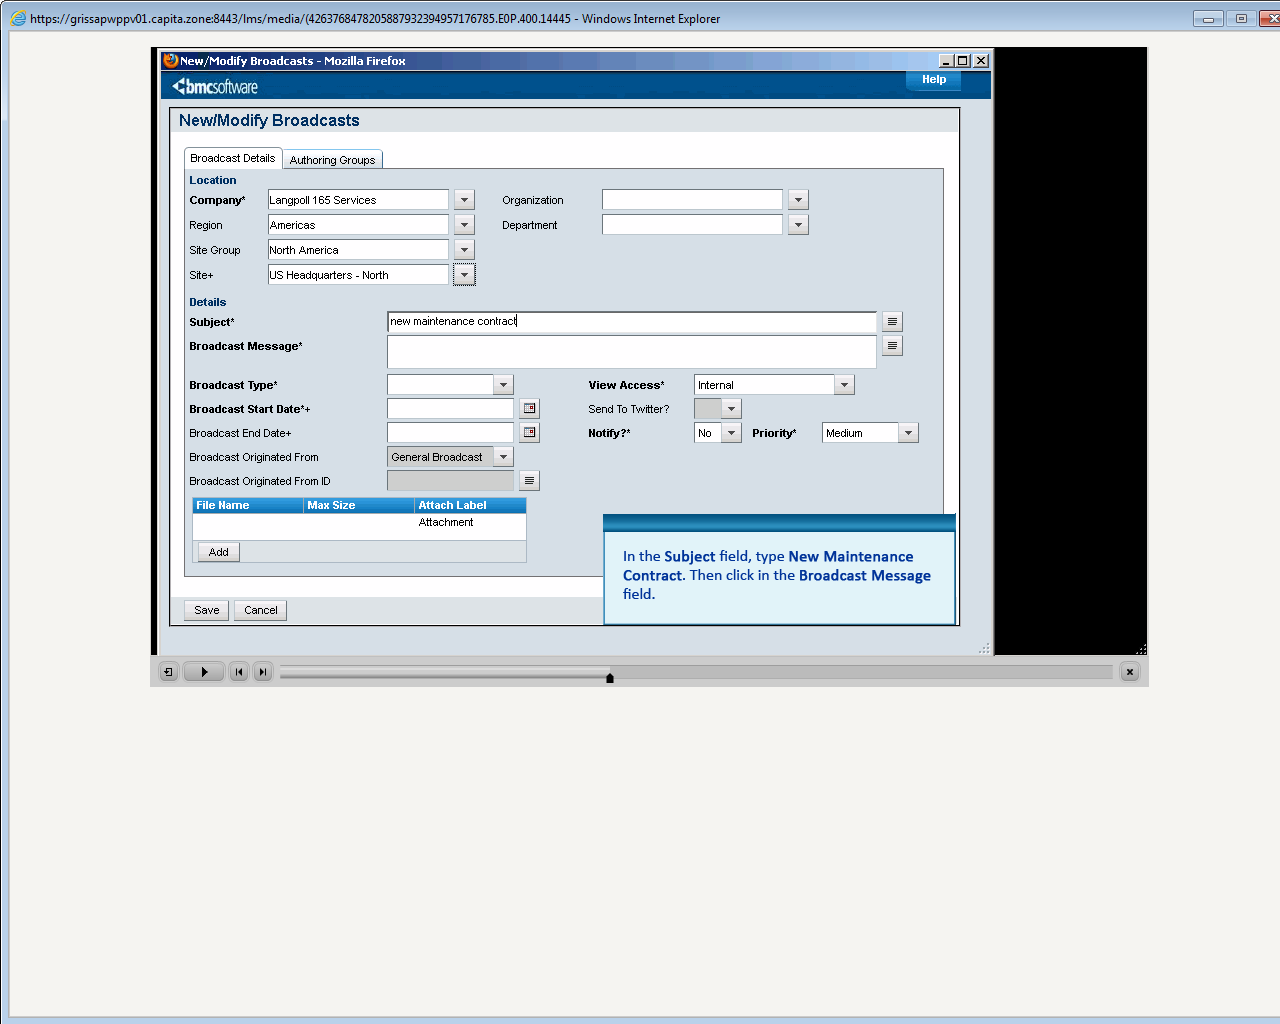 https://grissapwppv01.capita.zone:8443/lms/media/(4263768478205887932394957176785.E0P.400.14445 - Windows Internet Explorer
New/Modify Broadcasts - Mozilla Firefox
bmcsoftware
Help
New/Modify Broadcasts
Broadcast Details
Authoring Groups
Location
Company* Langpoll 165 Services Organization
Region Americas Department
Site Group North America
Site+ US Headquarters - North
Details
Subject* new maintenance contract
Broadcast Message*
Broadcast Type* View Access* Internal
Broadcast Start Date*+ Send To Twitter?
Broadcast End Date+ Notify?* No Priority* Medium
Broadcast Originated From General Broadcast
Broadcast Originated From ID
File Name Max Size Attach Label
Attachment
Add
In the Subject field, type New Maintenance
Contract. Then click in the Broadcast Message
field.
Save Cancel